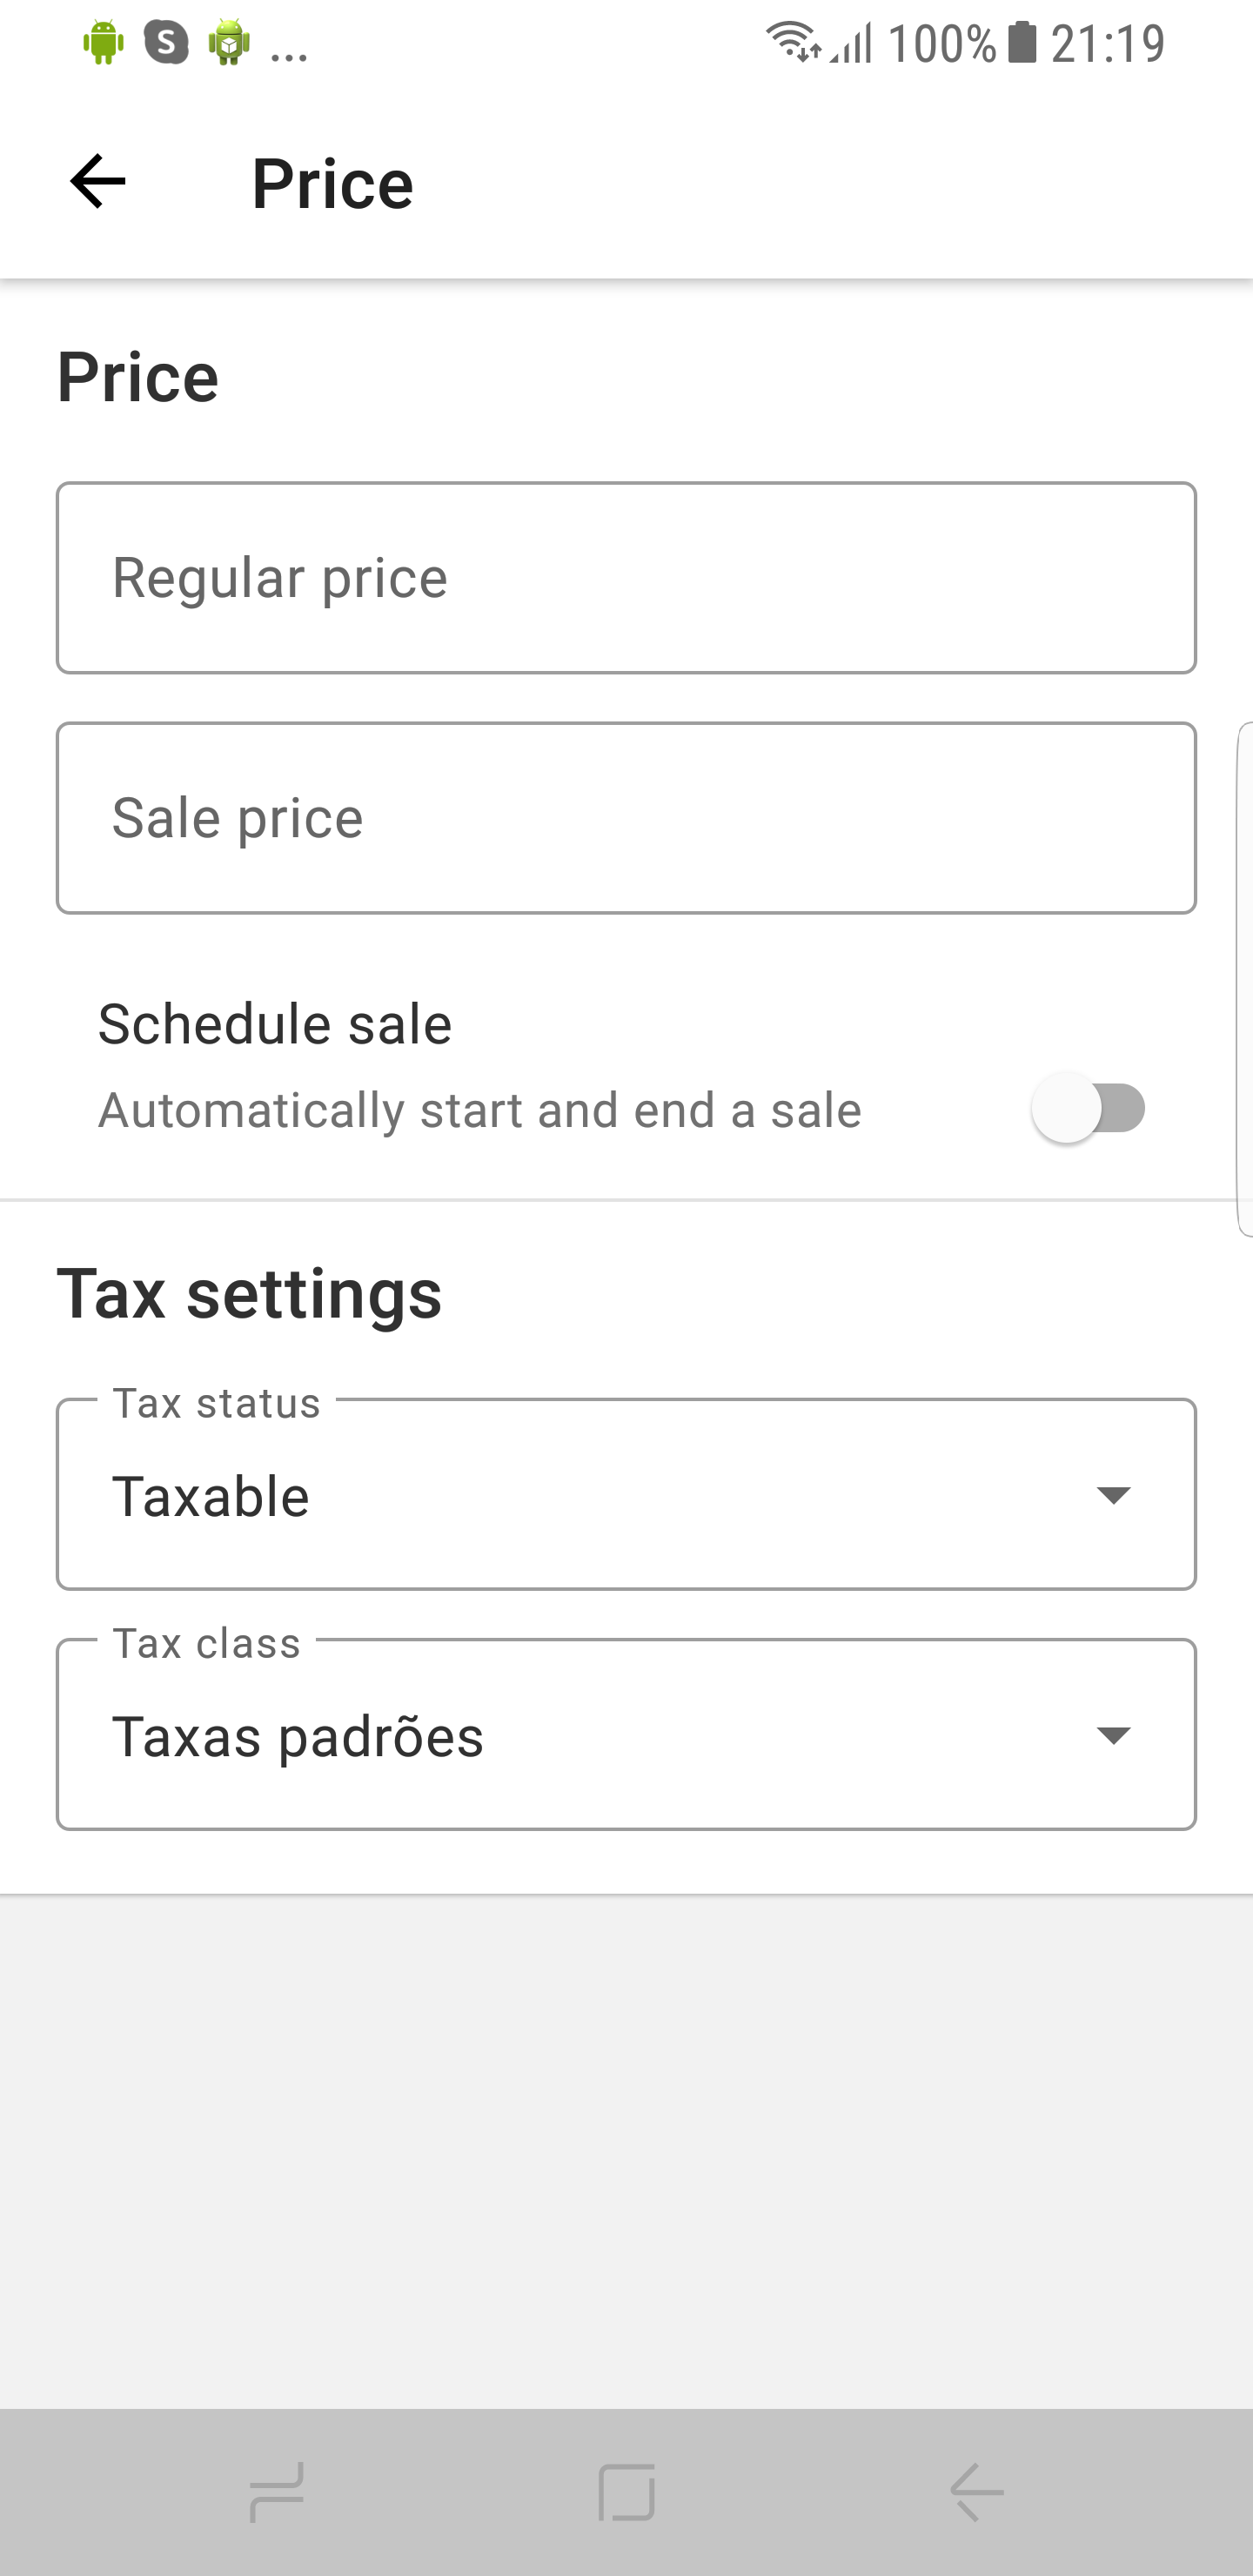 S ... 100% 21:19
Price
Price
Regular price
Sale price
Schedule sale
Automatically start and end a sale
Tax settings
Tax status
Taxable
Tax class
Taxas padrões